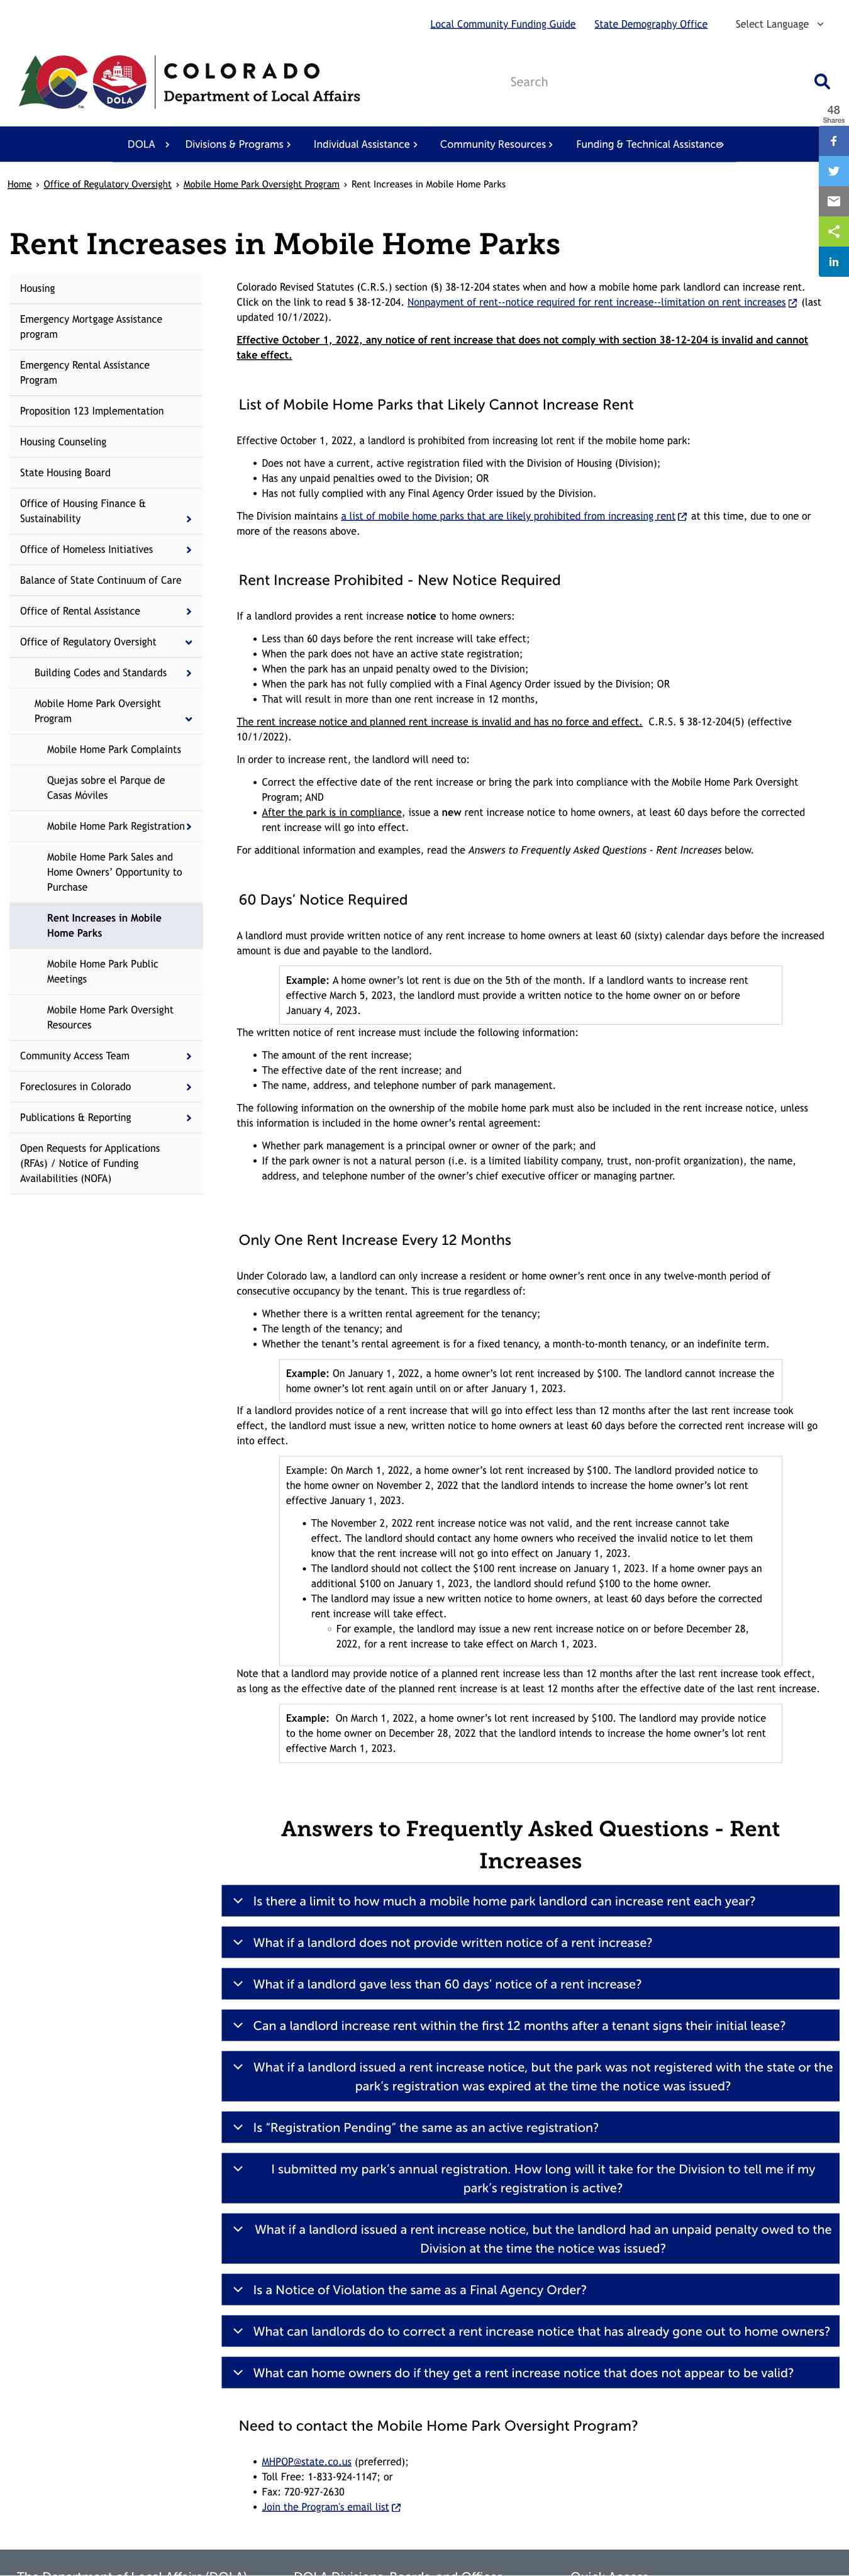 Local Community Funding Guide
State Demography Office
Select Language
COLORADO
Department of Local Affairs
DOLA
Search
48
Shares
DOLA
Divisions & Programs
Individual Assistance
Community Resources
Funding & Technical Assistance
Home › Office of Regulatory Oversight › Mobile Home Park Oversight Program › Rent Increases in Mobile Home Parks
Rent Increases in Mobile Home Parks
Housing
Emergency Mortgage Assistance
program
Emergency Rental Assistance
Program
Proposition 123 Implementation
Housing Counseling
State Housing Board
Office of Housing Finance &
Sustainability
Office of Homeless Initiatives
Balance of State Continuum of Care
Office of Rental Assistance
Office of Regulatory Oversight
Building Codes and Standards
Mobile Home Park Oversight
Program
Mobile Home Park Complaints
Quejas sobre el Parque de
Casas Móviles
Mobile Home Park Registration
Mobile Home Park Sales and
Home Owners’ Opportunity to
Purchase
Rent Increases in Mobile
Home Parks
Mobile Home Park Public
Meetings
Mobile Home Park Oversight
Resources
Community Access Team
Foreclosures in Colorado
Publications & Reporting
Open Requests for Applications
(RFAs) / Notice of Funding
Availabilities (NOFA)
Colorado Revised Statutes (C.R.S.) section (§) 38-12-204 states when and how a mobile home park landlord can increase rent.
Click on the link to read § 38-12-204. Nonpayment of rent--notice required for rent increase--limitation on rent increases (last
updated 10/1/2022).
Effective October 1, 2022, any notice of rent increase that does not comply with section 38-12-204 is invalid and cannot
take effect.
List of Mobile Home Parks that Likely Cannot Increase Rent
Effective October 1, 2022, a landlord is prohibited from increasing lot rent if the mobile home park:
• Does not have a current, active registration filed with the Division of Housing (Division);
• Has any unpaid penalties owed to the Division; OR
• Has not fully complied with any Final Agency Order issued by the Division.
The Division maintains a list of mobile home parks that are likely prohibited from increasing rent at this time, due to one or
more of the reasons above.
Rent Increase Prohibited - New Notice Required
If a landlord provides a rent increase notice to home owners:
• Less than 60 days before the rent increase will take effect;
• When the park does not have an active state registration;
• When the park has an unpaid penalty owed to the Division;
• When the park has not fully complied with a Final Agency Order issued by the Division; OR
• That will result in more than one rent increase in 12 months,
The rent increase notice and planned rent increase is invalid and has no force and effect. C.R.S. § 38-12-204(5) (effective
10/1/2022).
In order to increase rent, the landlord will need to:
• Correct the effective date of the rent increase or bring the park into compliance with the Mobile Home Park Oversight
Program; AND
• After the park is in compliance, issue a new rent increase notice to home owners, at least 60 days before the corrected
rent increase will go into effect.
For additional information and examples, read the Answers to Frequently Asked Questions - Rent Increases below.
60 Days’ Notice Required
A landlord must provide written notice of any rent increase to home owners at least 60 (sixty) calendar days before the increased
amount is due and payable to the landlord.
Example: A home owner’s lot rent is due on the 5th of the month. If a landlord wants to increase rent
effective March 5, 2023, the landlord must provide a written notice to the home owner on or before
January 4, 2023.
The written notice of rent increase must include the following information:
• The amount of the rent increase;
• The effective date of the rent increase; and
• The name, address, and telephone number of park management.
The following information on the ownership of the mobile home park must also be included in the rent increase notice, unless
this information is included in the home owner’s rental agreement:
• Whether park management is a principal owner or owner of the park; and
• If the park owner is not a natural person (i.e. is a limited liability company, trust, non-profit organization), the name,
address, and telephone number of the owner’s chief executive officer or managing partner.
Only One Rent Increase Every 12 Months
Under Colorado law, a landlord can only increase a resident or home owner’s rent once in any twelve-month period of
consecutive occupancy by the tenant. This is true regardless of:
• Whether there is a written rental agreement for the tenancy;
• The length of the tenancy; and
• Whether the tenant’s rental agreement is for a fixed tenancy, a month-to-month tenancy, or an indefinite term.
Example: On January 1, 2022, a home owner’s lot rent increased by $100. The landlord cannot increase the
home owner’s lot rent again until on or after January 1, 2023.
If a landlord provides notice of a rent increase that will go into effect less than 12 months after the last rent increase took
effect, the landlord must issue a new, written notice to home owners at least 60 days before the corrected rent increase will go
into effect.
Example: On March 1, 2022, a home owner’s lot rent increased by $100. The landlord provided notice to
the home owner on November 2, 2022 that the landlord intends to increase the home owner’s lot rent
effective January 1, 2023.
• The November 2, 2022 rent increase notice was not valid, and the rent increase cannot take
effect. The landlord should contact any home owners who received the invalid notice to let them
know that the rent increase will not go into effect on January 1, 2023.
• The landlord should not collect the $100 rent increase on January 1, 2023. If a home owner pays an
additional $100 on January 1, 2023, the landlord should refund $100 to the home owner.
• The landlord may issue a new written notice to home owners, at least 60 days before the corrected
rent increase will take effect.
○ For example, the landlord may issue a new rent increase notice on or before December 28,
2022, for a rent increase to take effect on March 1, 2023.
Note that a landlord may provide notice of a planned rent increase less than 12 months after the last rent increase took effect,
as long as the effective date of the planned rent increase is at least 12 months after the effective date of the last rent increase.
Example: On March 1, 2022, a home owner’s lot rent increased by $100. The landlord may provide notice
to the home owner on December 28, 2022 that the landlord intends to increase the home owner’s lot rent
effective March 1, 2023.
Answers to Frequently Asked Questions - Rent
Increases
Is there a limit to how much a mobile home park landlord can increase rent each year?
What if a landlord does not provide written notice of a rent increase?
What if a landlord gave less than 60 days’ notice of a rent increase?
Can a landlord increase rent within the first 12 months after a tenant signs their initial lease?
What if a landlord issued a rent increase notice, but the park was not registered with the state or the
park’s registration was expired at the time the notice was issued?
Is “Registration Pending” the same as an active registration?
I submitted my park’s annual registration. How long will it take for the Division to tell me if my
park’s registration is active?
What if a landlord issued a rent increase notice, but the landlord had an unpaid penalty owed to the
Division at the time the notice was issued?
Is a Notice of Violation the same as a Final Agency Order?
What can landlords do to correct a rent increase notice that has already gone out to home owners?
What can home owners do if they get a rent increase notice that does not appear to be valid?
Need to contact the Mobile Home Park Oversight Program?
• MHPOP@state.co.us (preferred);
• Toll Free: 1-833-924-1147; or
• Fax: 720-927-2630
• Join the Program's email list
The Department of Local Affairs (DOLA)
DOLA Divisions, Boards, and Offices
Quick Access